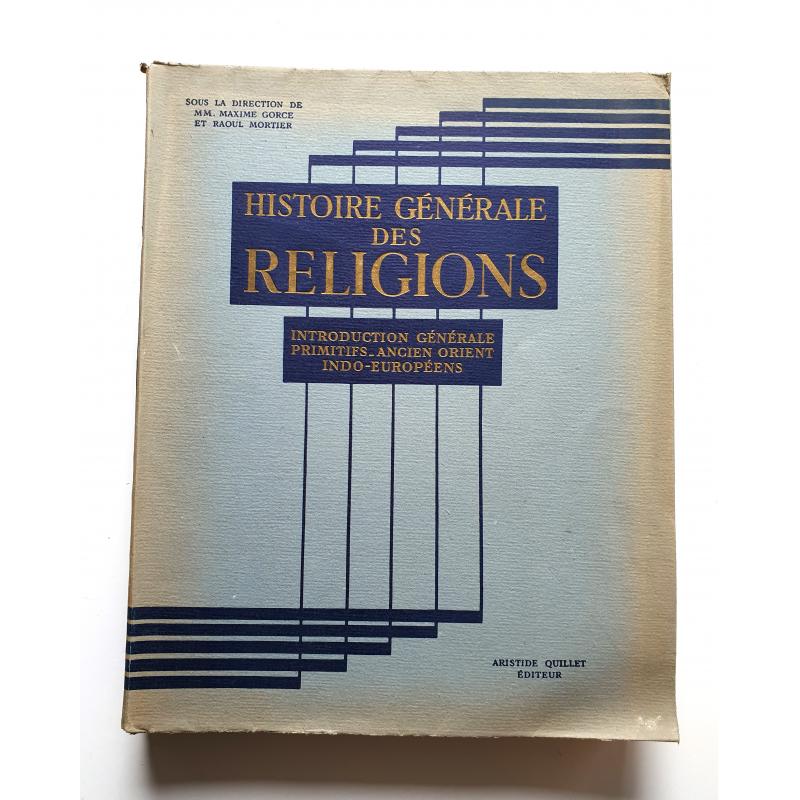 SOUS LA DIRECTION DE
MM. MAXIME GORCE
ET RAOUL MORTIER
HISTOIRE GÉNÉRALE
DES
RELIGIONS
INTRODUCTION GÉNÉRALE
PRIMITIFS_ANCIEN ORIENT
INDO-EUROPÉENS
ARISTIDE QUILLET
ÉDITEUR